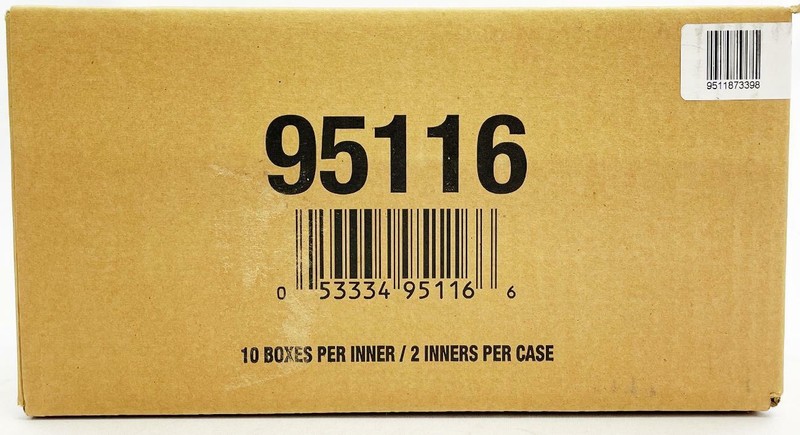 9511873398
95116
0 53334 95116 6
10 BOXES PER INNER / 2 INNERS PER CASE